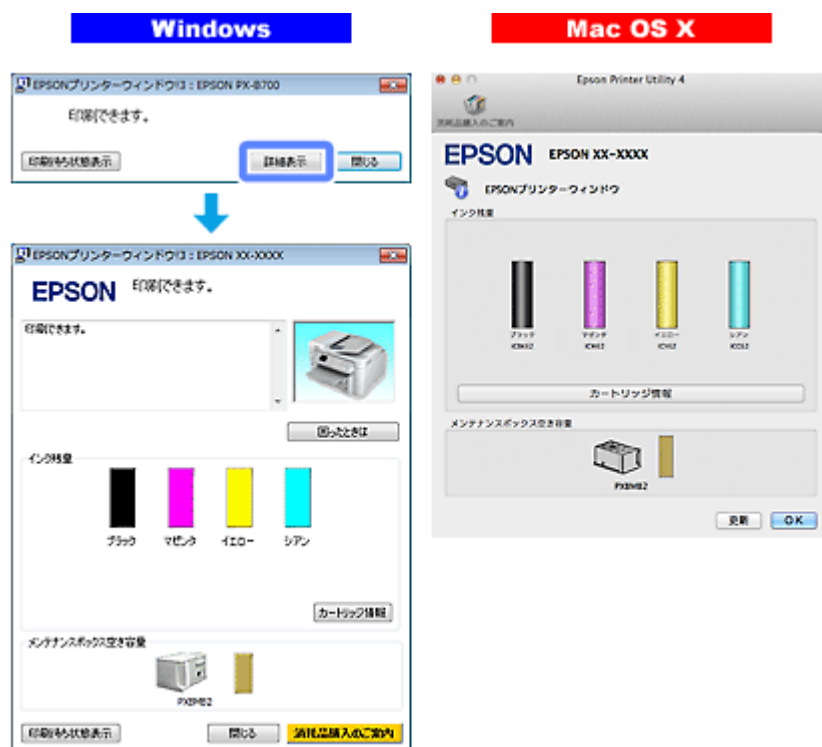 Windows
EPSONプリンターウィンドウ!3 : EPSON PX-B700
印刷できます。
印刷待ち状態表示
詳細表示
閉じる
EPSONプリンターウィンドウ!3 : EPSON XX-XXXX
EPSON
印刷できます。
印刷できます。
困ったときは
インク残量
ブラック
マゼンタ
イエロー
シアン
カートリッジ情報
メンテナンスボックス空き容量
PXBMB2
印刷待ち状態表示
閉じる
消耗品購入のご案内
Mac OS X
Epson Printer Utility 4
消耗品購入のご案内
EPSON
EPSON XX-XXXX
EPSONプリンターウィンドウ
インク残量
ブラック
マゼンタ
イエロー
シアン
ICBK62
ICM62
ICY62
ICC62
カートリッジ情報
メンテナンスボックス空き容量
PXBMB2
更新
OK